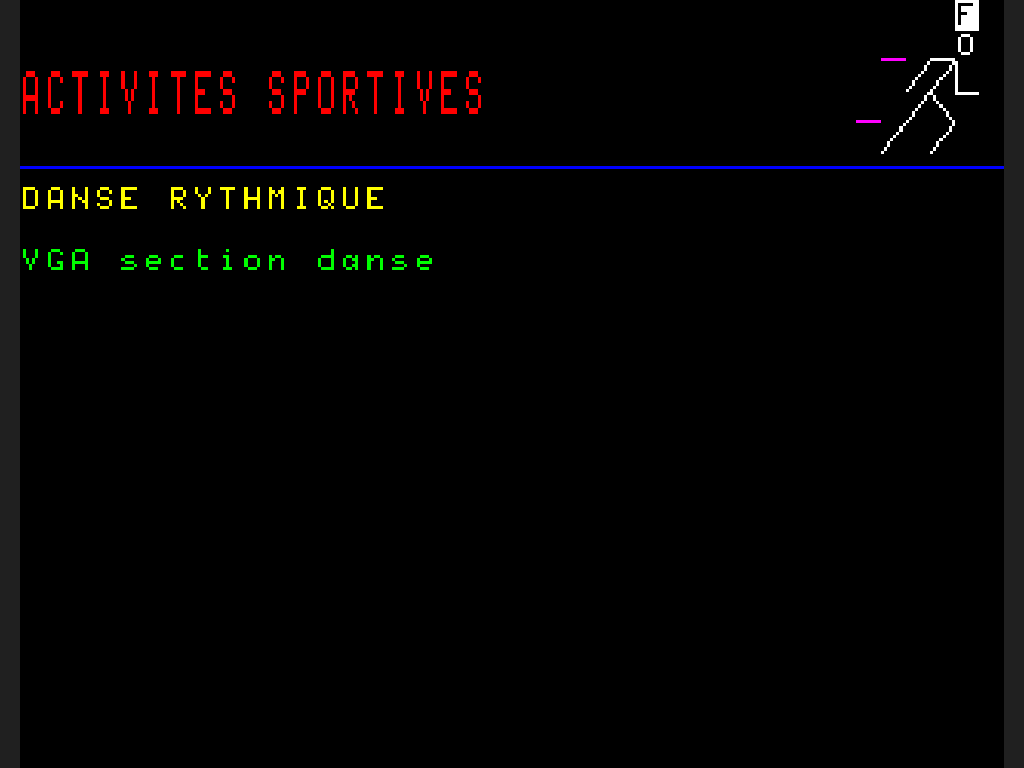 F
ACTIVITES SPORTIVES
DANSE RYTHMIQUE
VGA section danse